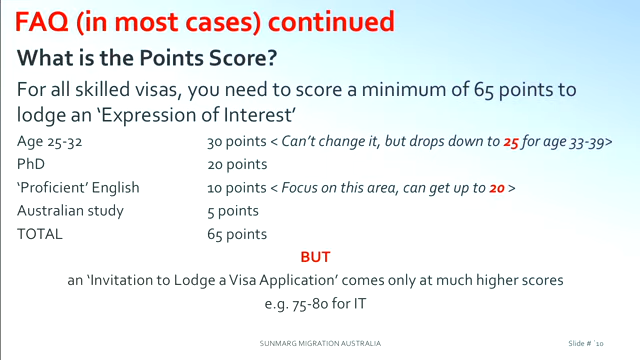 FAQ (in most cases) continued
What is the Points Score?
For all skilled visas, you need to score a minimum of 65 points to
lodge an ‘Expression of Interest’
Age 25-32 30 points < Can’t change it, but drops down to 25 for age 33-39>
PhD 20 points
‘Proficient’ English 10 points < Focus on this area, can get up to 20 >
Australian study 5 points
TOTAL 65 points
BUT
an ‘Invitation to Lodge a Visa Application’ comes only at much higher scores
e.g. 75-80 for IT
SUNMARG MIGRATION AUSTRALIA Slide # `10